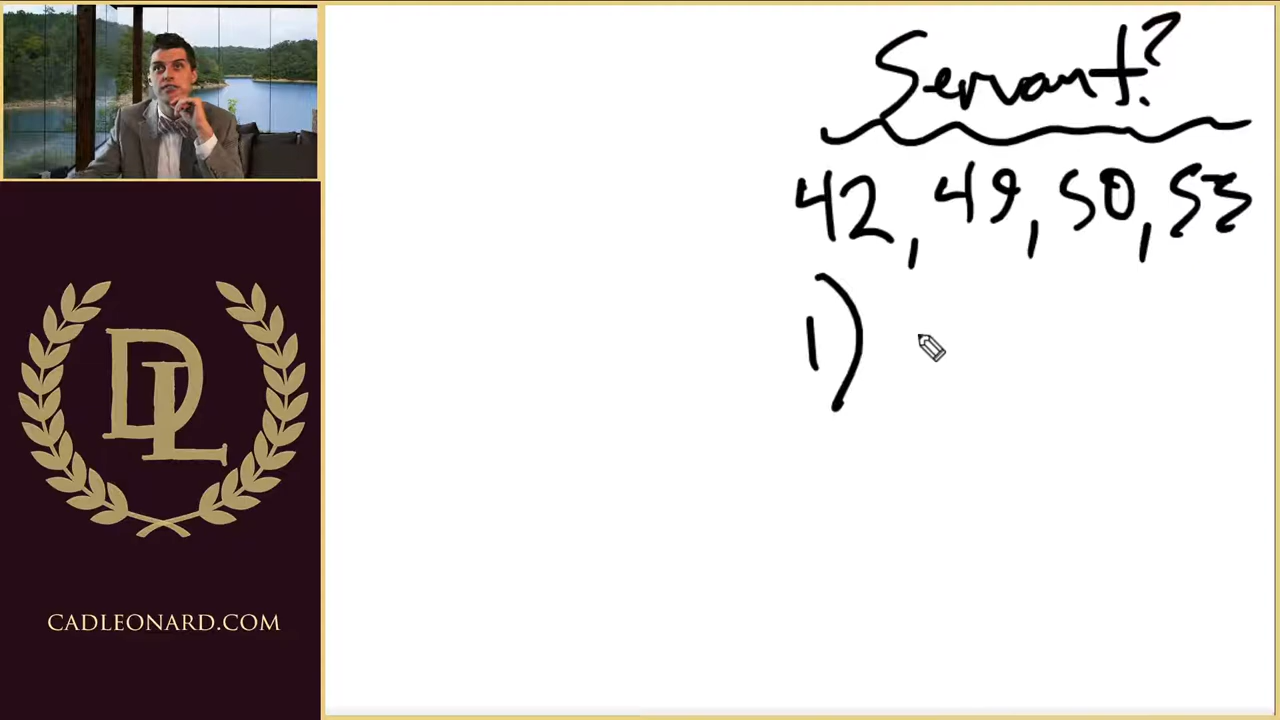 Servant?
42, 49, 50, 53
1)
DL
CADLEONARD.COM